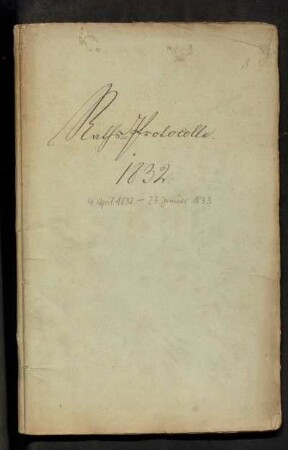 Raths-Protocolle
1832
4. April 1832 – 23. Januar 1833